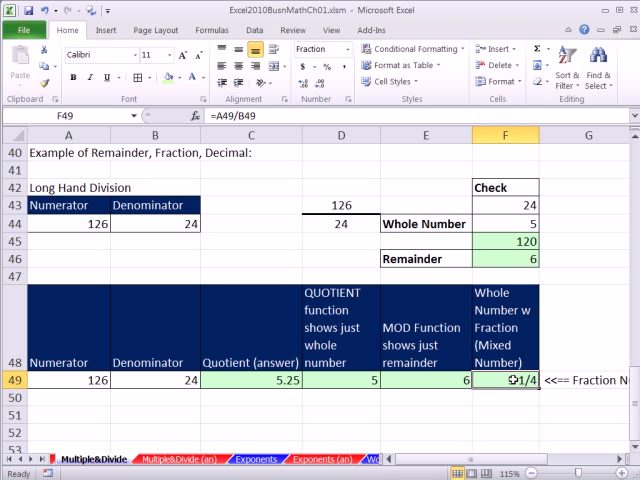 Excel2010BusnMathCh01.xlsm - Microsoft Excel
File Home Insert Page Layout Formulas Data Review View Add-Ins
Calibri 11 Fraction Conditional Formatting Insert Σ
Paste B I U A $ % , Format as Table Delete Sort & Filter Find & Select
Cell Styles Format
Clipboard Font Alignment Number Styles Cells Editing
F49 fx =A49/B49
A B C D E F G
40 Example of Remainder, Fraction, Decimal:
41
42 Long Hand Division Check
43 Numerator Denominator 126 24
44 126 24 24 Whole Number 5
45 120
46 Remainder 6
47
48 Numerator Denominator Quotient (answer) QUOTIENT function shows just whole number MOD Function shows just remainder Whole Number w Fraction (Mixed Number)
49 126 24 5.25 5 6 1/4 <<== Fraction N
50
51
52
53
Multiple&Divide Multiple&Divide (an) Exponents Exponents (an) Wo
Ready 115%